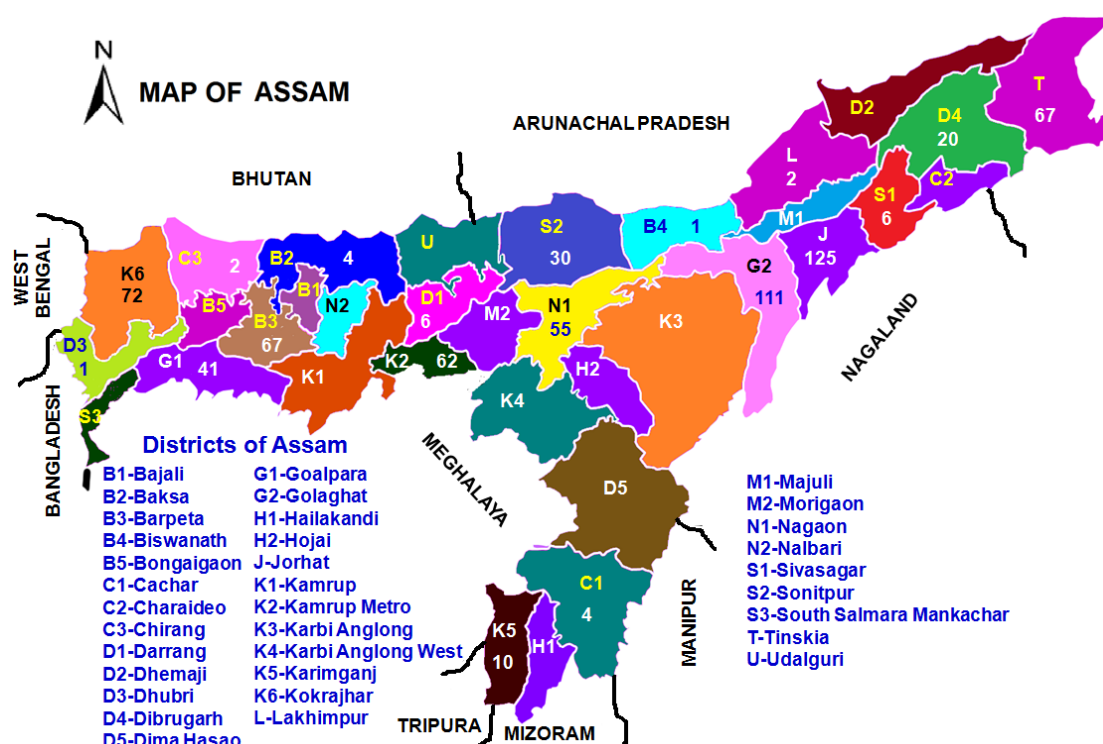 N
MAP OF ASSAM
ARUNACHAL PRADESH
BHUTAN
WEST
BENGAL
BANGLADESH
MEGHALAYA
NAGALAND
MANIPUR
TRIPURA
MIZORAM
T
67
D2
D4
20
L
2
C2
S1
6
M1
J
125
B4 1
S2
30
U
G2
111
B2 4
C3
2
K6
72
B1
N2
B5
B3
67
D1
6
M2
N1
55
K3
D3
1
G1
41
K1
K2 62
H2
K4
S3
D5
C1
4
K5
10
H1
Districts of Assam
B1-Bajali
B2-Baksa
B3-Barpeta
B4-Biswanath
B5-Bongaigaon
C1-Cachar
C2-Charaideo
C3-Chirang
D1-Darrang
D2-Dhemaji
D3-Dhubri
D4-Dibrugarh
D5-Dima Hasao
G1-Goalpara
G2-Golaghat
H1-Hailakandi
H2-Hojai
J-Jorhat
K1-Kamrup
K2-Kamrup Metro
K3-Karbi Anglong
K4-Karbi Anglong West
K5-Karimganj
K6-Kokrajhar
L-Lakhimpur
M1-Majuli
M2-Morigaon
N1-Nagaon
N2-Nalbari
S1-Sivasagar
S2-Sonitpur
S3-South Salmara Mankachar
T-Tinskia
U-Udalguri